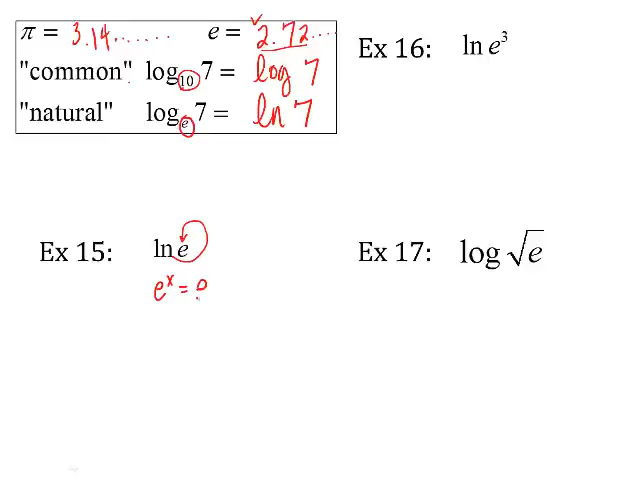 π = 3.14....... e = 2.72....
"common" log₁₀ 7 = log 7
"natural" logₑ 7 = ln 7
Ex 16: ln e³
Ex 15: ln e
eˣ = ?
Ex 17: log √e